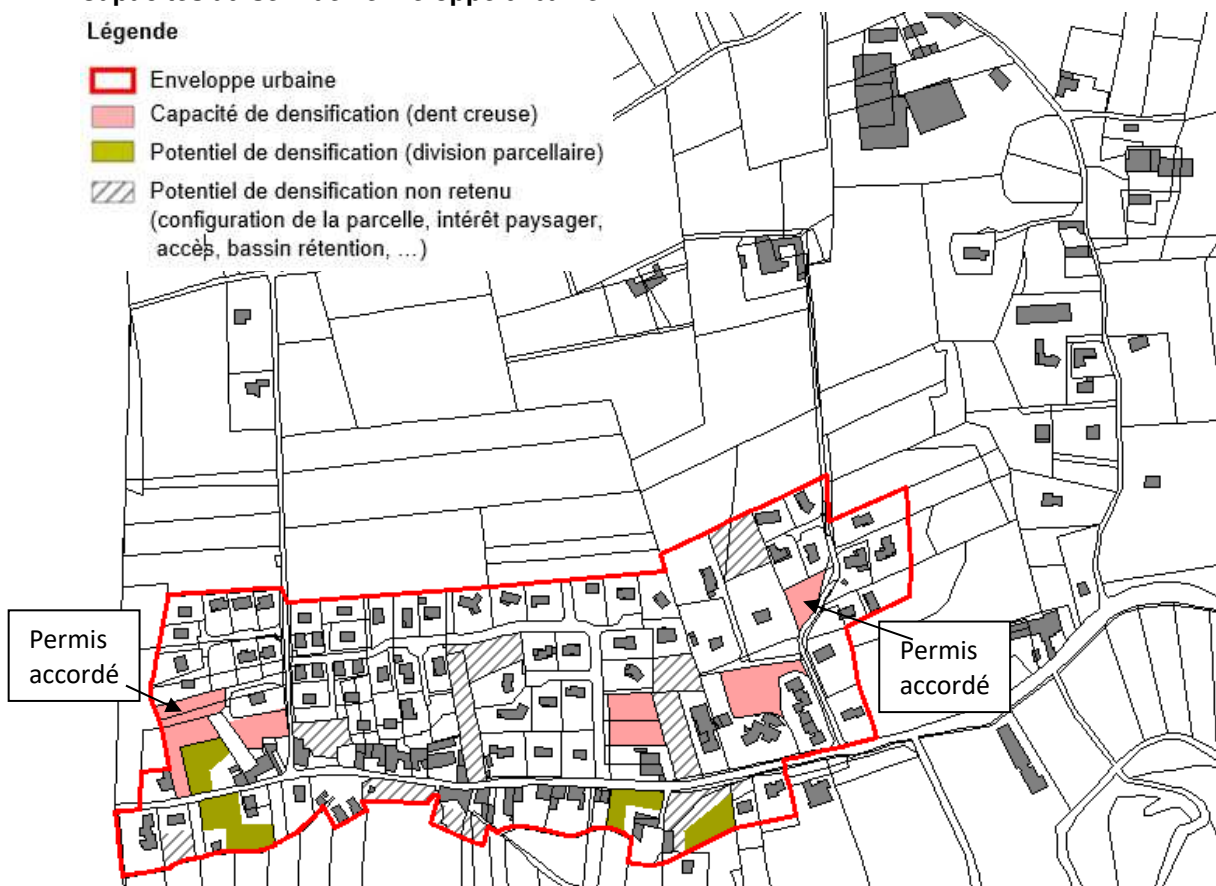 Légende
Enveloppe urbaine
Capacité de densification (dent creuse)
Potentiel de densification (division parcellaire)
Potentiel de densification non retenu
(configuration de la parcelle, intérêt paysager,
accès, bassin rétention, ...)
Permis
accordé
Permis
accordé